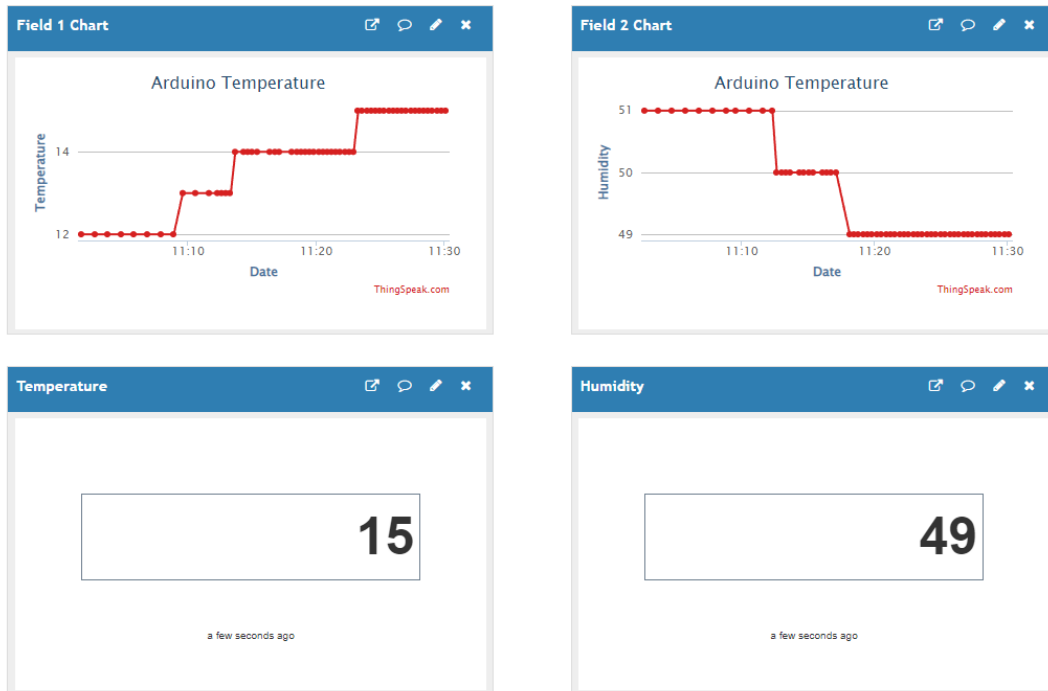 Field 1 Chart
Arduino Temperature
Temperature
14
12
11:10
11:20
11:30
Date
ThingSpeak.com
Field 2 Chart
Arduino Temperature
Humidity
51
50
49
11:10
11:20
11:30
Date
ThingSpeak.com
Temperature
15
a few seconds ago
Humidity
49
a few seconds ago